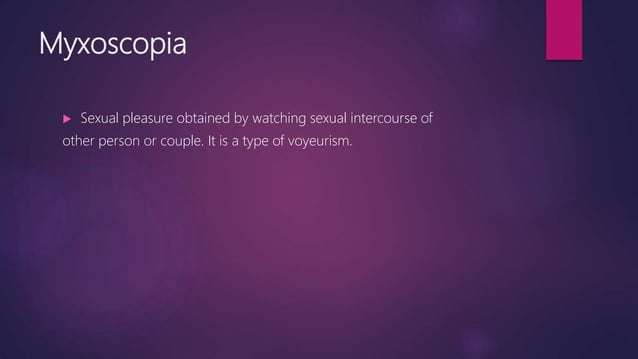 Myxoscopia
Sexual pleasure obtained by watching sexual intercourse of
other person or couple. It is a type of voyeurism.